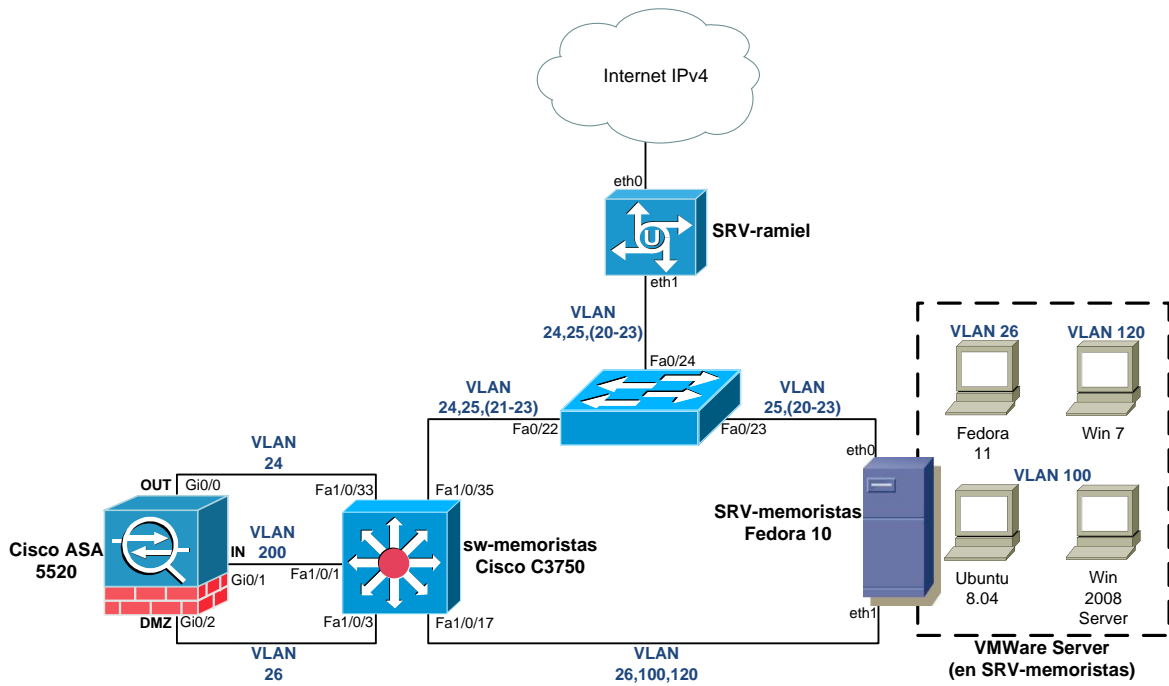 Internet IPv4
eth0
SRV-ramiel
U
eth1
VLAN
24,25,(20-23)
Fa0/24
VLAN
24,25,(21-23)
Fa0/22
VLAN
25,(20-23)
Fa0/23
VLAN
24
OUT
Gi0/0
Fa1/0/33
Fa1/0/35
Cisco ASA
5520
IN
Gi0/1
VLAN
200
Fa1/0/1
sw-memoristas
Cisco C3750
DMZ
Gi0/2
Fa1/0/3
Fa1/0/17
VLAN
26
VLAN
26,100,120
eth0
SRV-memoristas
Fedora 10
eth1
VLAN 26
VLAN 120
Fedora
11
Win 7
VLAN 100
Ubuntu
8.04
Win
2008
Server
VMWare Server
(en SRV-memoristas)